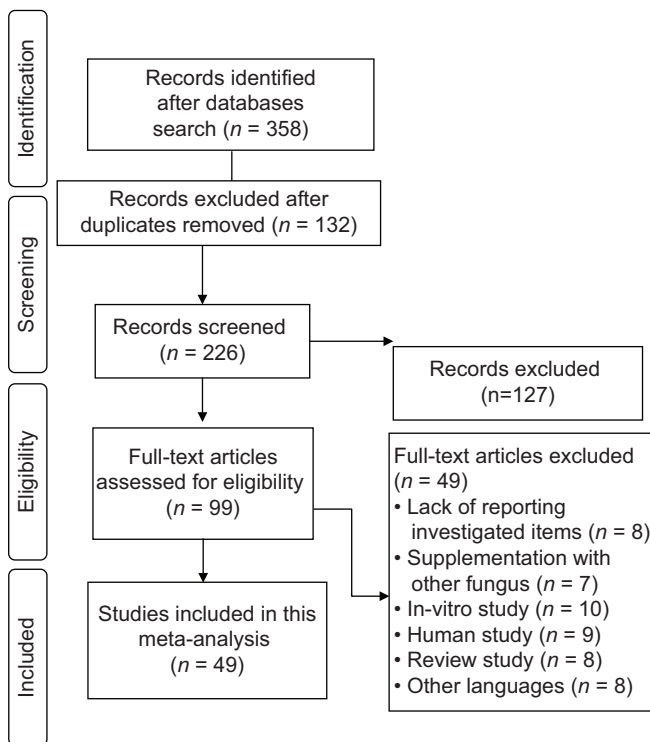 Identification
Records identified
after databases
search (n = 358)
Records excluded after
duplicates removed (n = 132)
Screening
Records screened
(n = 226)
Records excluded
(n=127)
Eligibility
Full-text articles
assessed for eligibility
(n = 99)
Full-text articles excluded
(n = 49)
• Lack of reporting
investigated items (n = 8)
• Supplementation with
other fungus (n = 7)
• In-vitro study (n = 10)
• Human study (n = 9)
• Review study (n = 8)
• Other languages (n = 8)
Included
Studies included in this
meta-analysis
(n = 49)